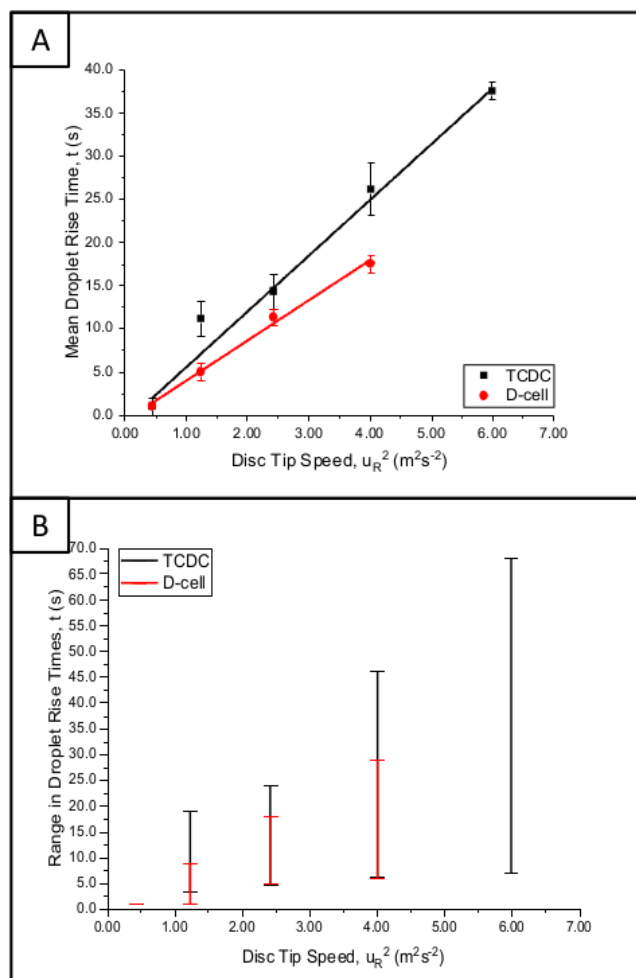 A
40.0
35.0
30.0
25.0
20.0
15.0
10.0
5.0
0.0
Mean Droplet Rise Time, t (s)
TCDC
D-cell
0.00 1.00 2.00 3.00 4.00 5.00 6.00 7.00
Disc Tip Speed, u_R² (m²s⁻²)
B
70.0
65.0
60.0
55.0
50.0
45.0
40.0
35.0
30.0
25.0
20.0
15.0
10.0
5.0
0.0
Range in Droplet Rise Times, t (s)
TCDC
D-cell
0.00 1.00 2.00 3.00 4.00 5.00 6.00 7.00
Disc Tip Speed, u_R² (m²s⁻²)